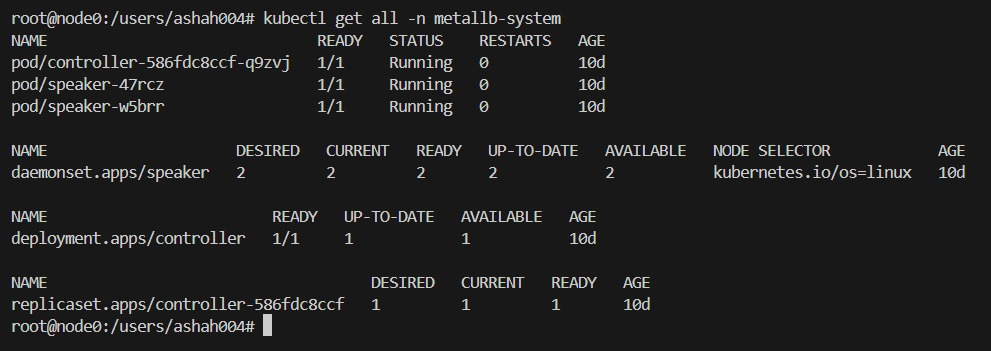 root@node0:/users/ashah004# kubectl get all -n metallb-system
NAME READY STATUS RESTARTS AGE
pod/controller-586fdc8ccf-q9zvj 1/1 Running 0 10d
pod/speaker-47rcz 1/1 Running 0 10d
pod/speaker-w5brr 1/1 Running 0 10d
NAME DESIRED CURRENT READY UP-TO-DATE AVAILABLE NODE SELECTOR AGE
daemonset.apps/speaker 2 2 2 2 2 kubernetes.io/os=linux 10d
NAME READY UP-TO-DATE AVAILABLE AGE
deployment.apps/controller 1/1 1 1 10d
NAME DESIRED CURRENT READY AGE
replicaset.apps/controller-586fdc8ccf 1 1 1 10d
root@node0:/users/ashah004#